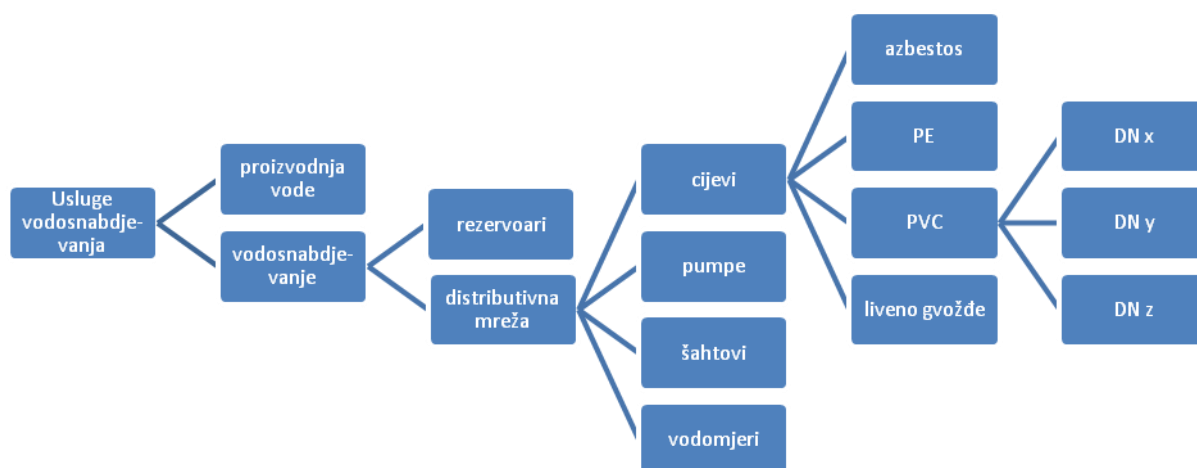 Usluge
vodosnabdje-
vanja
proizvodnja
vode
vodosnabdje-
vanje
rezervoari
distributivna
mreža
cijevi
pumpe
šahtovi
vodomjeri
azbestos
PE
PVC
liveno gvožđe
DN x
DN y
DN z